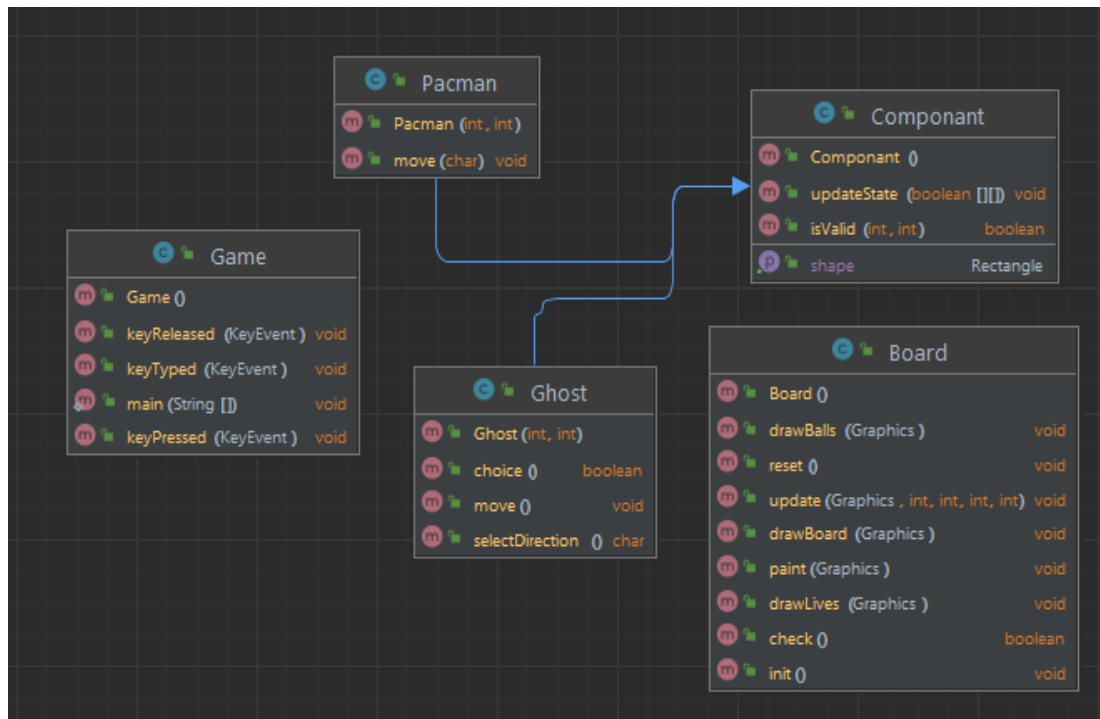 Pacman
Pacman (int, int)
move (char) void
Componant
Componant ()
updateState (boolean [][]) void
isValid (int, int) boolean
shape Rectangle
Game
Game ()
keyReleased (KeyEvent) void
keyTyped (KeyEvent) void
main (String []) void
keyPressed (KeyEvent) void
Ghost
Ghost (int, int)
choice () boolean
move () void
selectDirection () char
Board
Board ()
drawBalls (Graphics) void
reset () void
update (Graphics, int, int, int, int) void
drawBoard (Graphics) void
paint (Graphics) void
drawLives (Graphics) void
check () boolean
init () void